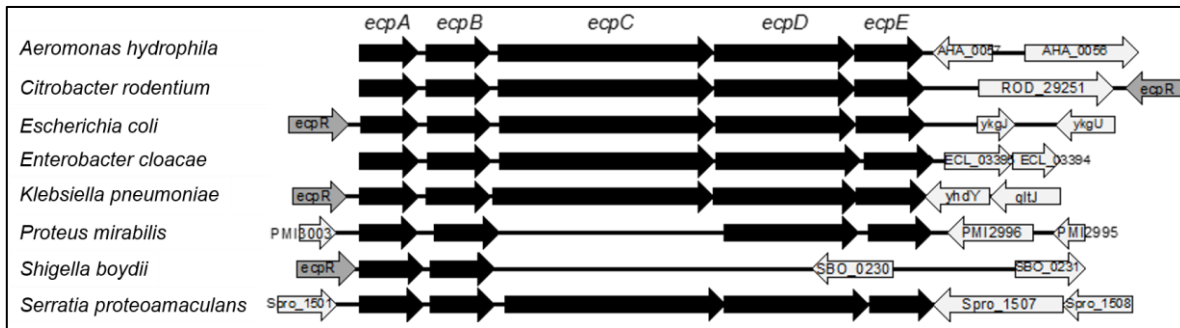 ecpA ecpB ecpC ecpD ecpE
Aeromonas hydrophila AHA_0057 AHA_0056
Citrobacter rodentium ROD_29251 ecpR
Escherichia coli ecpR ykgJ ykgU
Enterobacter cloacae ECL_03395 ECL_03394
Klebsiella pneumoniae ecpR yhdY gltJ
Proteus mirabilis PMI3003 PMI2996 PMI2995
Shigella boydii ecpR SBO_0230 SBO_0231
Serratia proteoamaculans Spro_1501 Spro_1507 Spro_1508